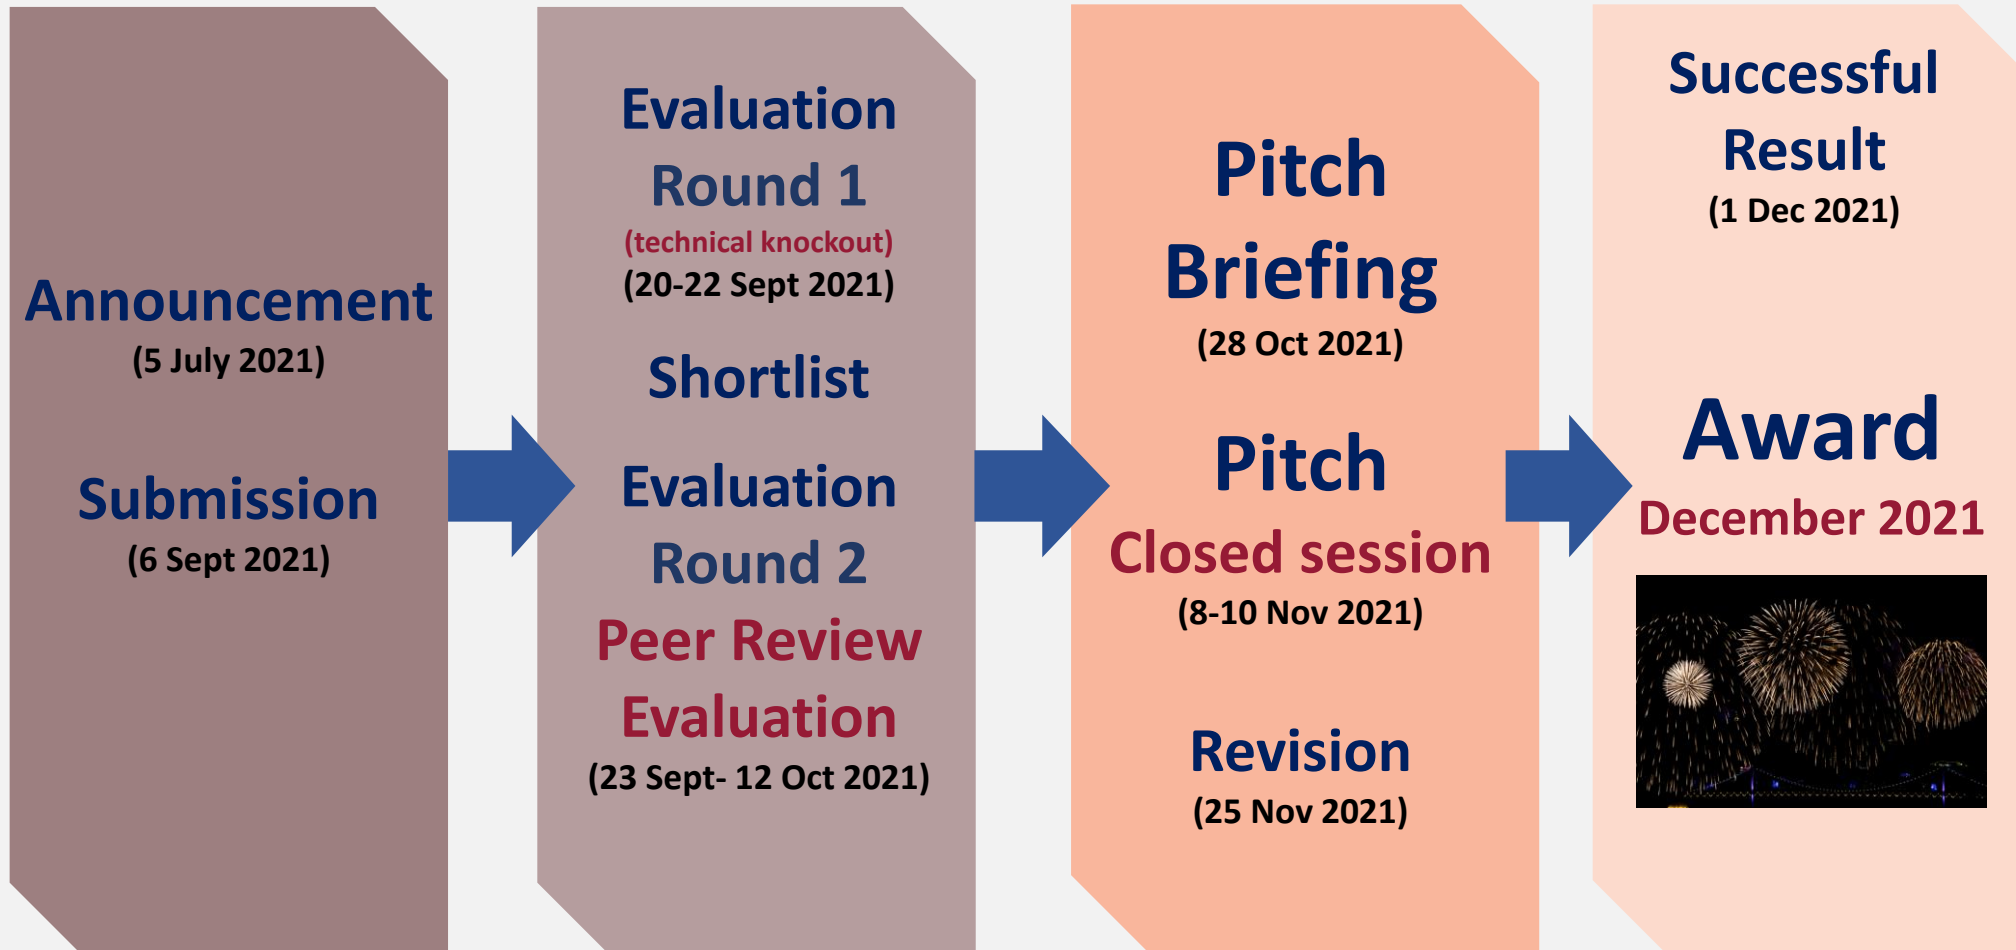 Announcement
(5 July 2021)
Submission
(6 Sept 2021)
Evaluation
Round 1
(technical knockout)
(20-22 Sept 2021)
Shortlist
Evaluation
Round 2
Peer Review
Evaluation
(23 Sept- 12 Oct 2021)
Pitch
Briefing
(28 Oct 2021)
Pitch
Closed session
(8-10 Nov 2021)
Revision
(25 Nov 2021)
Successful
Result
(1 Dec 2021)
Award
December 2021